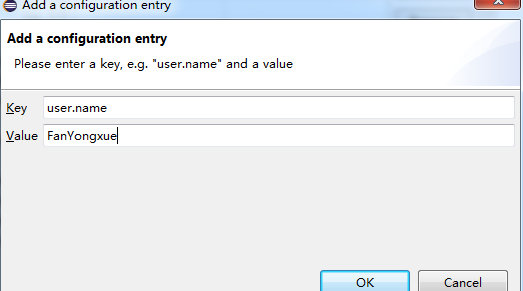 Add a configuration entry
Add a configuration entry
Please enter a key, e.g. "user.name" and a value
Key user.name
Value FanYongxue
OK Cancel